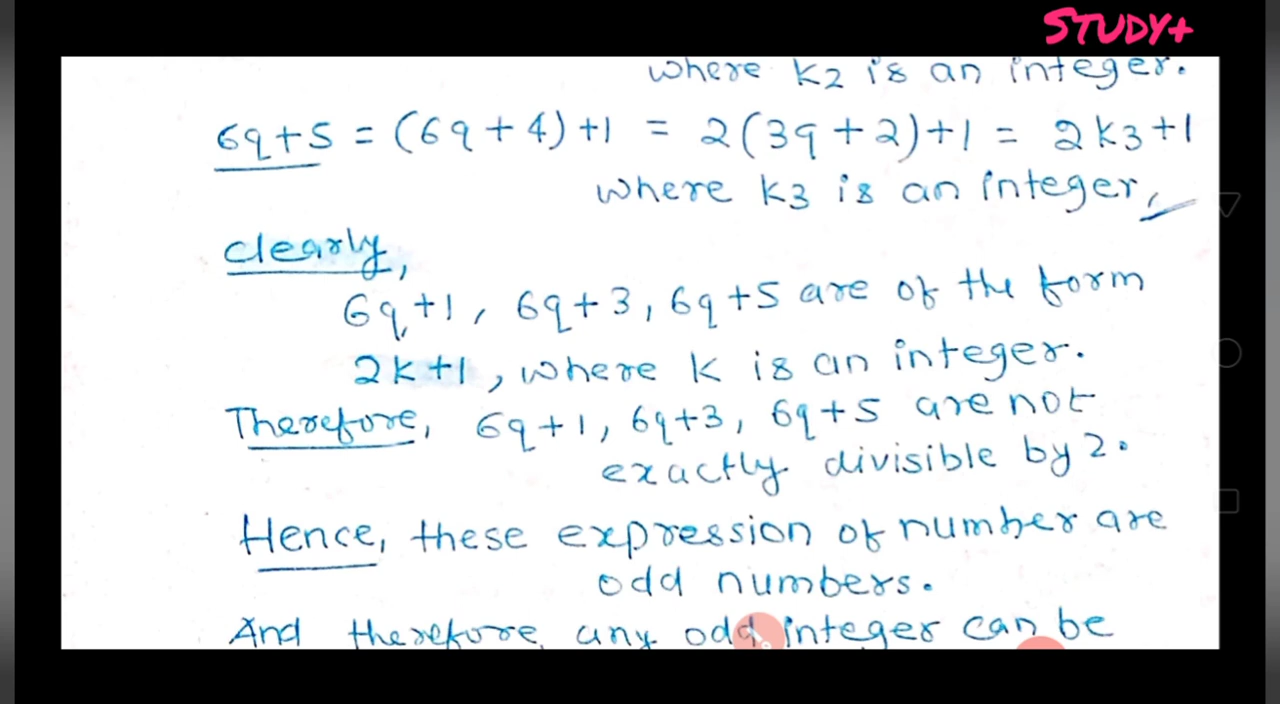 STUDY+
where k2 is an integer.
6q+5 = (6q+4)+1 = 2(3q+2)+1 = 2k3+1
where k3 is an integer,
clearly,
6q+1, 6q+3, 6q+5 are of the form
2k+1, where k is an integer.
Therefore, 6q+1, 6q+3, 6q+5 are not
exactly divisible by 2.
Hence, these expression of number are
odd numbers.
And therefore any odd integer can be